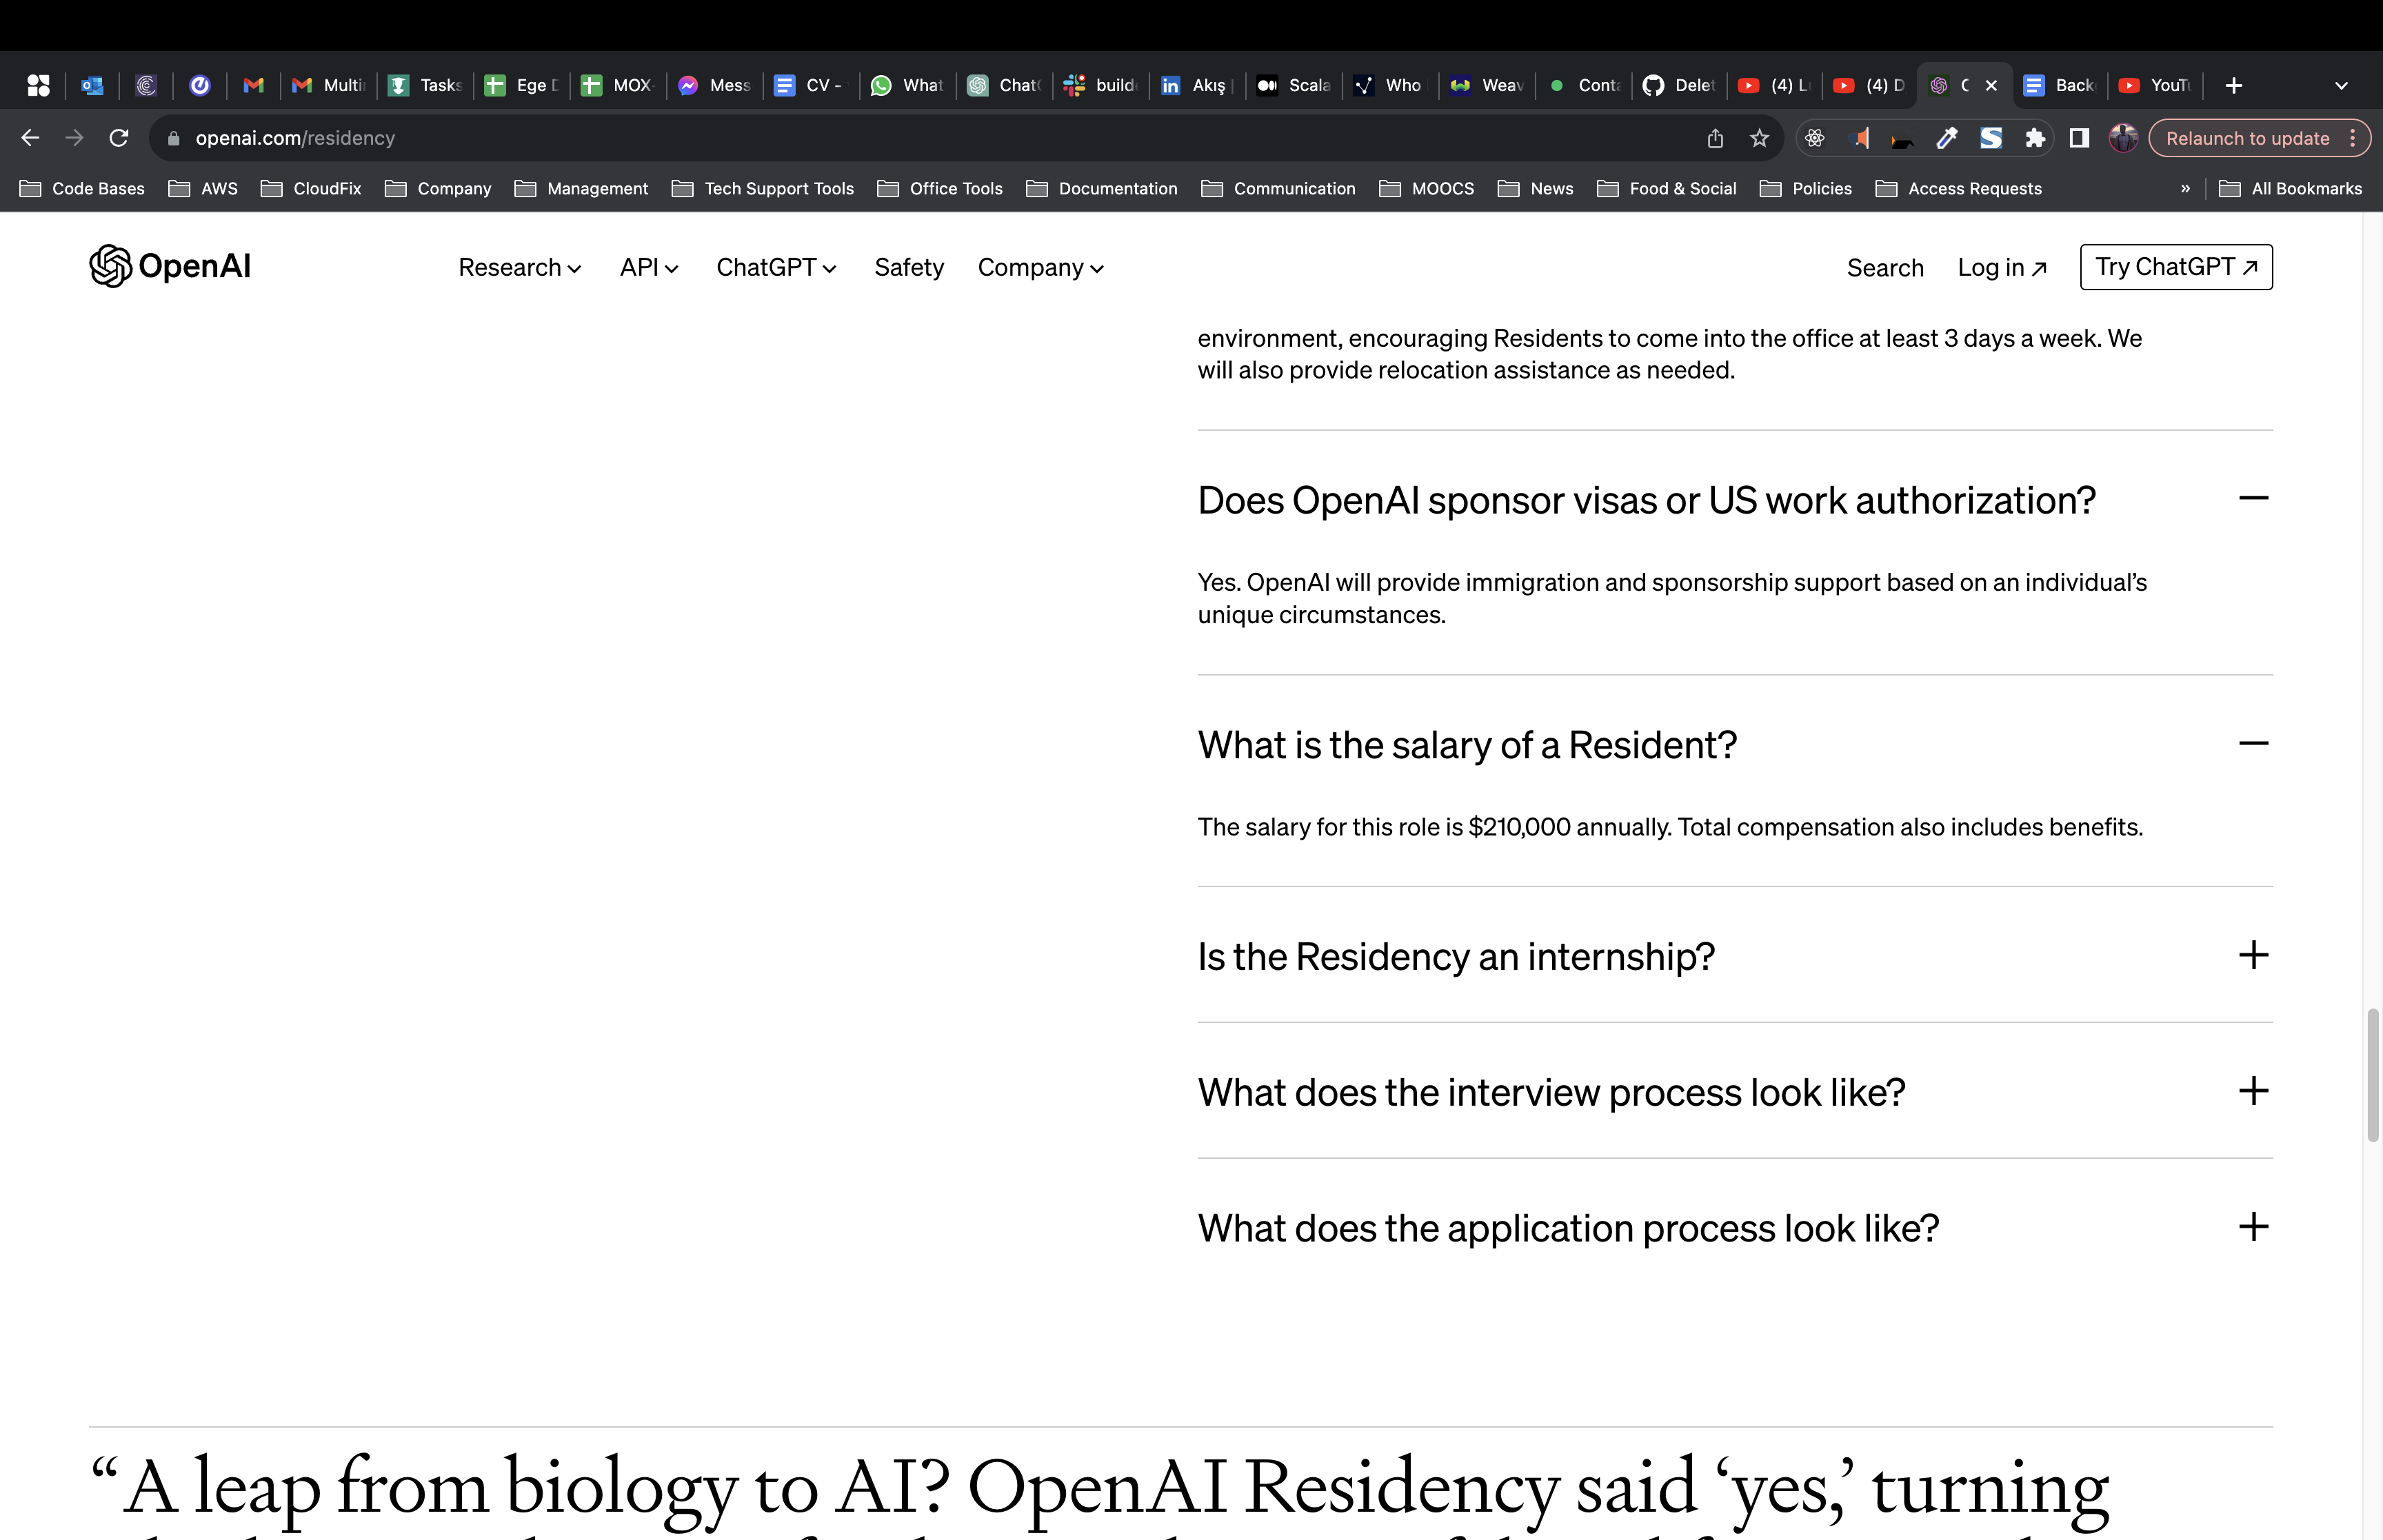 Multi
Tasks
Ege
MOX-
Mess
CV -
What
Chat
build
in Akış
Scala
Who
Weav
Conta
Delet
(4) L
(4) D
Back
YouT
openai.com/residency
Relaunch to update
Code Bases
AWS
CloudFix
Company
Management
Tech Support Tools
Office Tools
Documentation
Communication
MOOCS
News
Food & Social
Policies
Access Requests
»
All Bookmarks
OpenAI
Research
API
ChatGPT
Safety
Company
Search
Log in ↗
Try ChatGPT ↗
environment, encouraging Residents to come into the office at least 3 days a week. We
will also provide relocation assistance as needed.
Does OpenAI sponsor visas or US work authorization?
Yes. OpenAI will provide immigration and sponsorship support based on an individual’s
unique circumstances.
What is the salary of a Resident?
The salary for this role is $210,000 annually. Total compensation also includes benefits.
Is the Residency an internship?
What does the interview process look like?
What does the application process look like?
“A leap from biology to AI? OpenAI Residency said ‘yes,’ turning